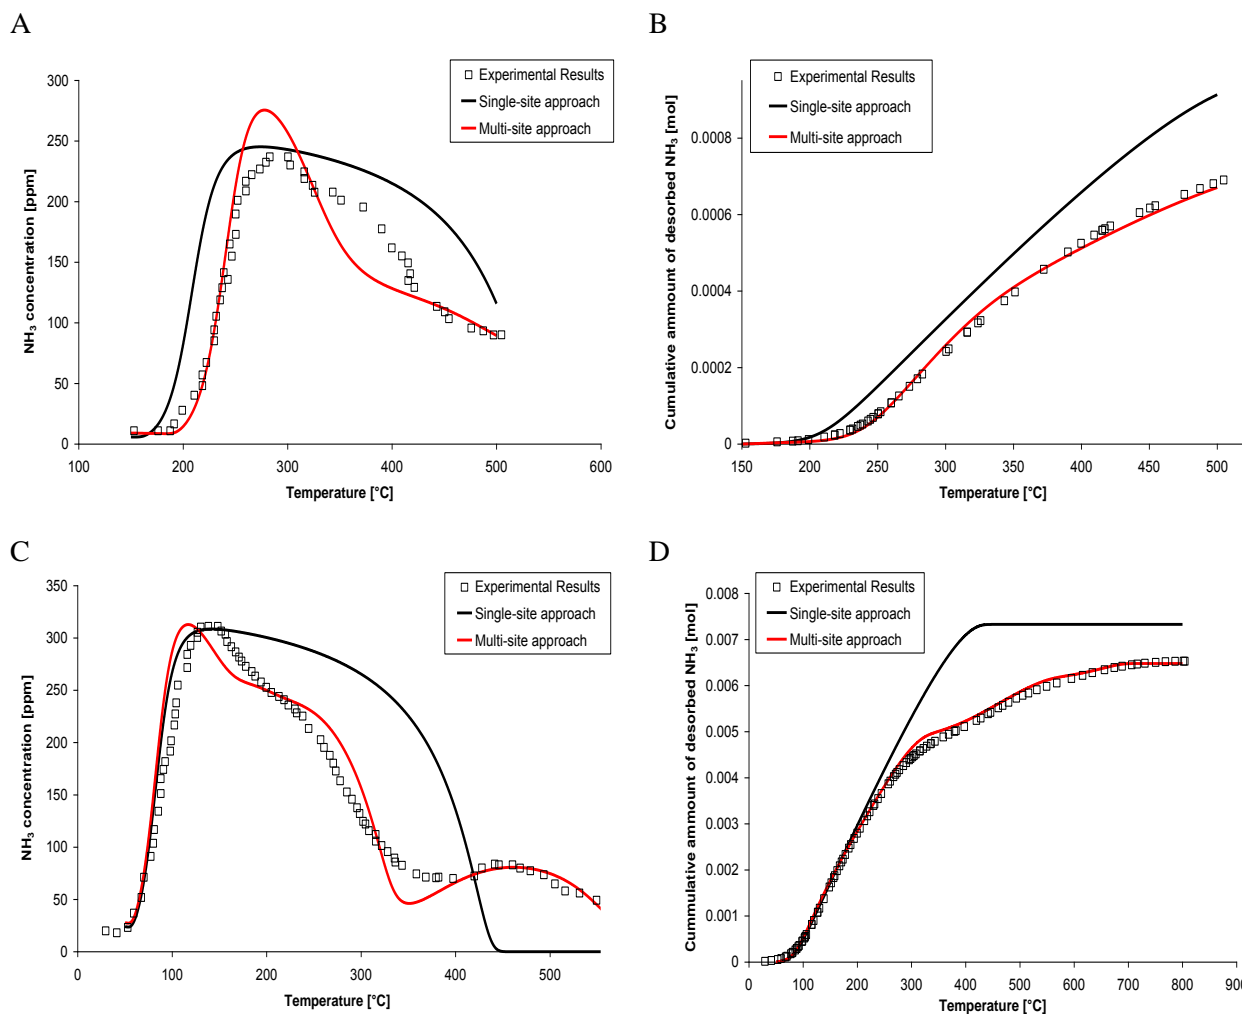 A
NH₃ concentration [ppm]
300
250
200
150
100
50
0
100
200
300
400
500
600
Temperature [°C]
Experimental Results
Single-site approach
Multi-site approach
B
Cumulative ammount of desorbed NH₃ [mol]
0.0008
0.0006
0.0004
0.0002
0
150
200
250
300
350
400
450
500
Temperature [°C]
Experimental Results
Single-site approach
Multi-site approach
C
NH₃ concentration [ppm]
350
300
250
200
150
100
50
0
0
100
200
300
400
500
Temperature [°C]
Experimental Results
Single-site approach
Multi-site approach
D
Cummulative ammount of desorbed NH₃ [mol]
0.008
0.007
0.006
0.005
0.004
0.003
0.002
0.001
0
0
100
200
300
400
500
600
700
800
900
Temperature [°C]
Experimental Results
Single-site approach
Multi-site approach